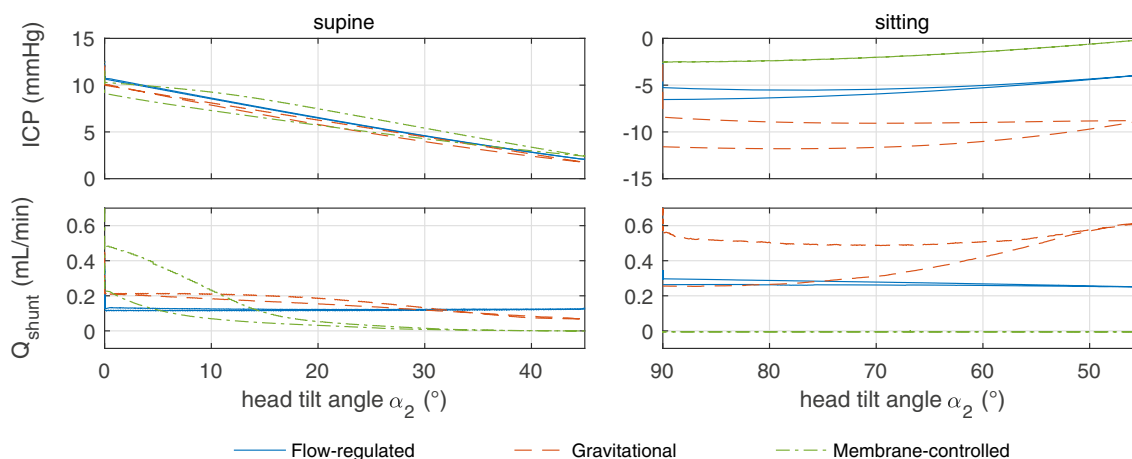 supine
sitting
ICP (mmHg)
15
10
5
0
0
-5
-10
-15
Q_shunt (mL/min)
0.6
0.4
0.2
0
0.6
0.4
0.2
0
0 10 20 30 40
90 80 70 60 50
head tilt angle α₂ (°)
head tilt angle α₂ (°)
Flow-regulated Gravitational Membrane-controlled